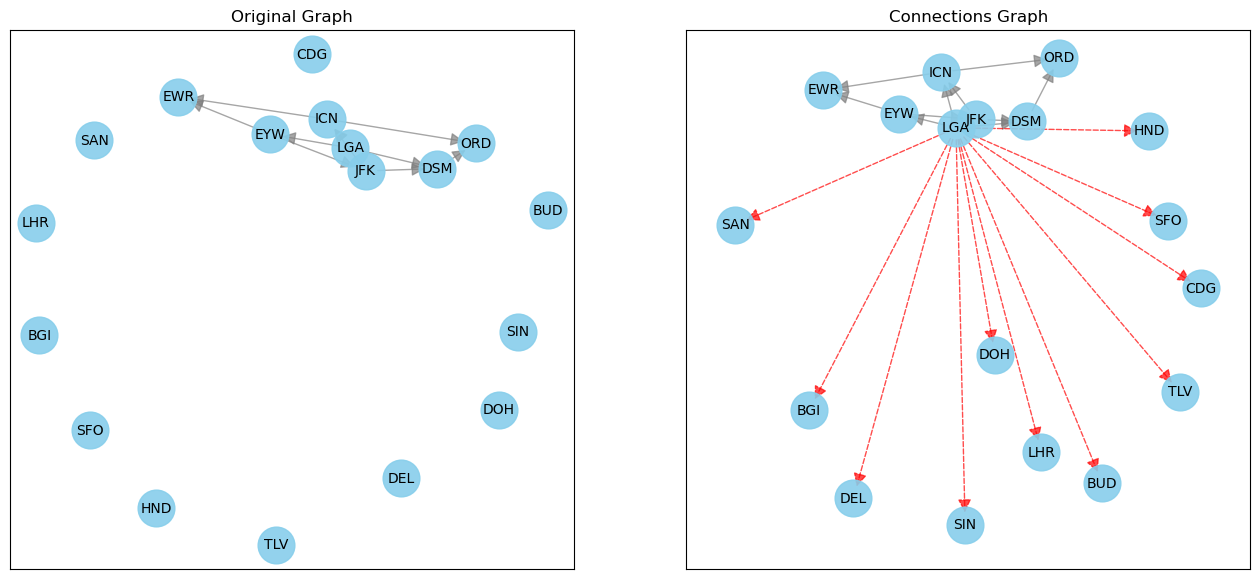 Original Graph
CDG
EWR
ICN
EYW
SAN
ORD
LGA
JFK
DSM
BUD
LHR
SIN
BGI
DOH
SFO
DEL
HND
TLV
Connections Graph
ORD
ICN
EWR
EYW
JFK
DSM
LGA
HND
SFO
SAN
CDG
DOH
TLV
BGI
LHR
BUD
DEL
SIN